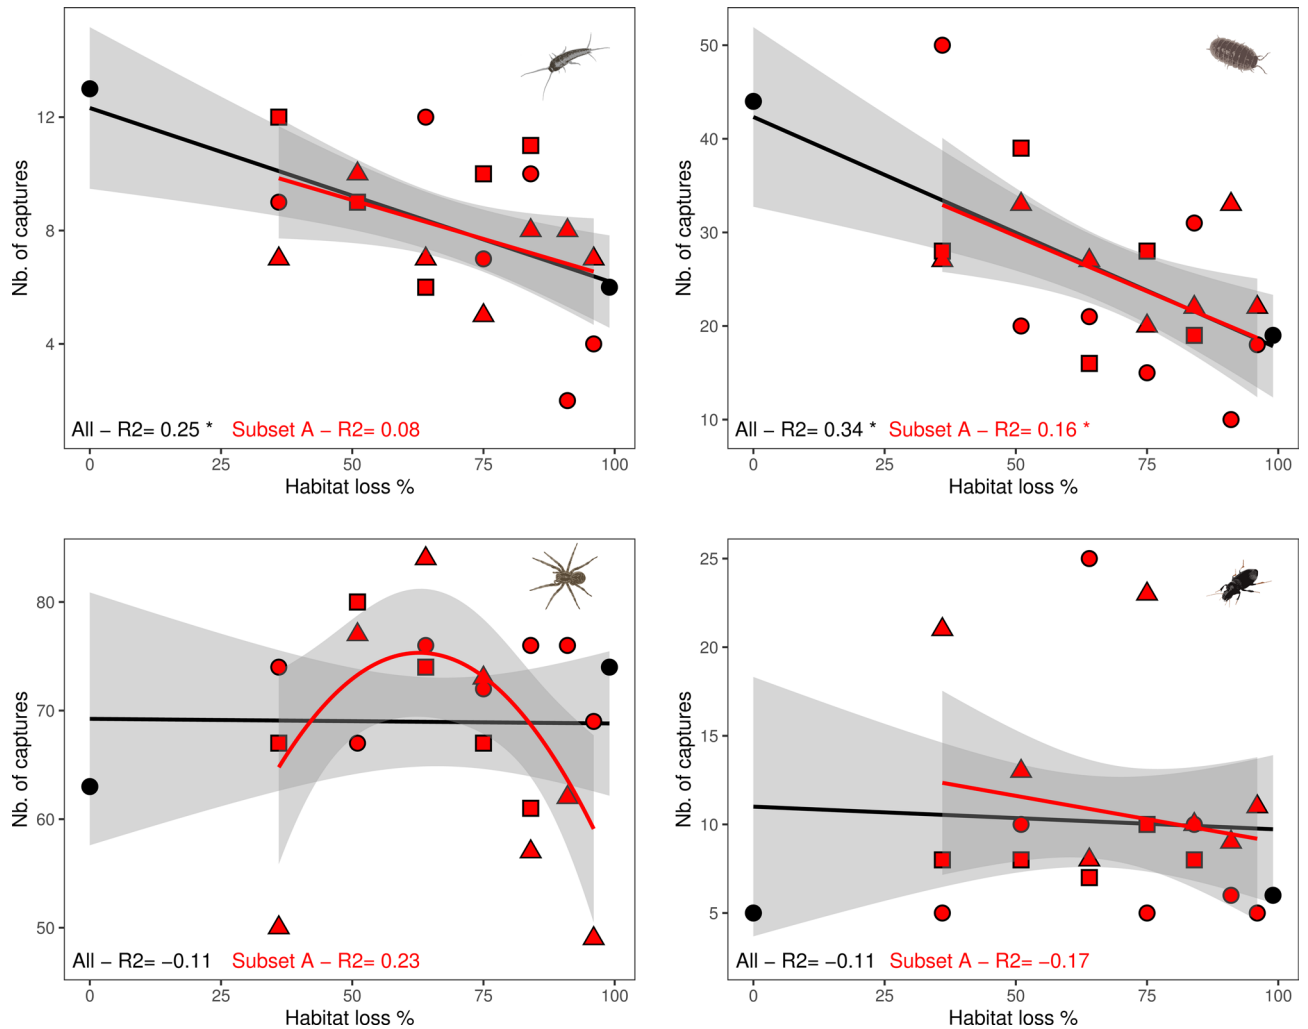 Nb. of captures
12
8
4
All − R2= 0.25 * Subset A − R2= 0.08
0 25 50 75 100
Habitat loss %
Nb. of captures
50
40
30
20
10
All − R2= 0.34 * Subset A − R2= 0.16 *
0 25 50 75 100
Habitat loss %
Nb. of captures
80
70
60
50
All − R2= −0.11 Subset A − R2= 0.23
0 25 50 75 100
Habitat loss %
Nb. of captures
25
20
15
10
5
All − R2= −0.11 Subset A − R2= −0.17
0 25 50 75 100
Habitat loss %